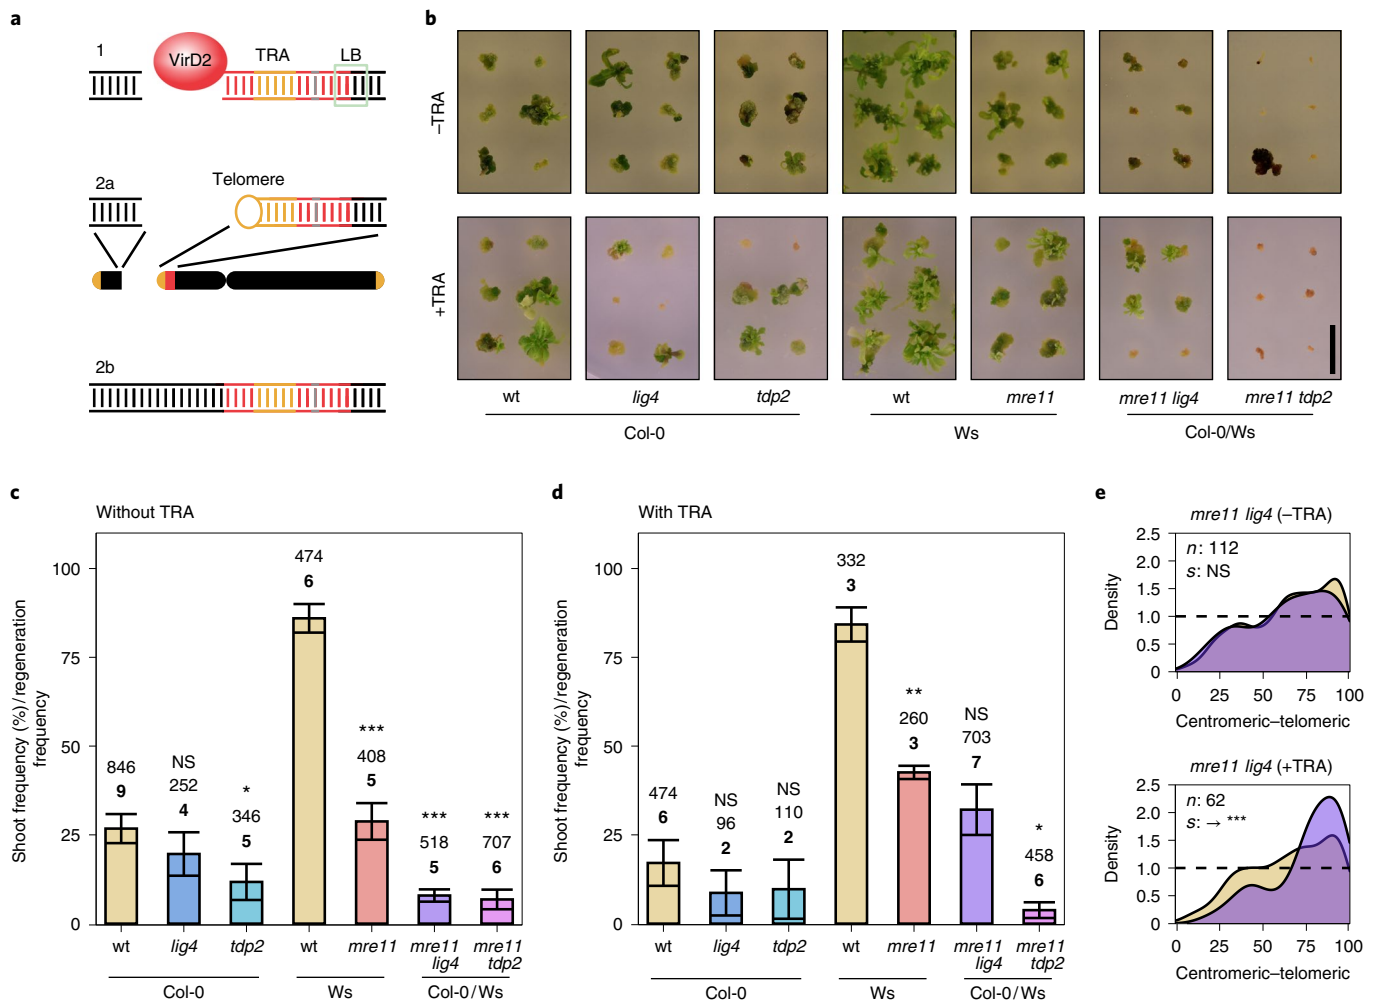 a
1
VirD2
TRA
LB
2a
Telomere
2b
b
–TRA
+TRA
wt
lig4
tdp2
wt
mre11
mre11 lig4
mre11 tdp2
Col-0
Ws
Col-0/Ws
c
Without TRA
Shoot frequency (%)/regeneration
frequency
100
75
50
25
0
846
9
NS
252
4
*
346
5
474
6
***
408
5
***
518
5
***
707
6
wt
lig4
tdp2
wt
mre11
mre11
lig4
mre11
tdp2
Col-0
Ws
Col-0/Ws
d
With TRA
Shoot frequency (%)/regeneration
frequency
100
75
50
25
0
474
6
NS
96
2
NS
110
2
332
3
**
260
3
NS
703
7
*
458
6
wt
lig4
tdp2
wt
mre11
mre11
lig4
mre11
tdp2
Col-0
Ws
Col-0/Ws
e
mre11 lig4 (–TRA)
n: 112
s: NS
Density
2.5
2.0
1.5
1.0
0.5
0
0 25 50 75 100
Centromeric–telomeric
mre11 lig4 (+TRA)
n: 62
s: → ***
Density
2.5
2.0
1.5
1.0
0.5
0
0 25 50 75 100
Centromeric–telomeric